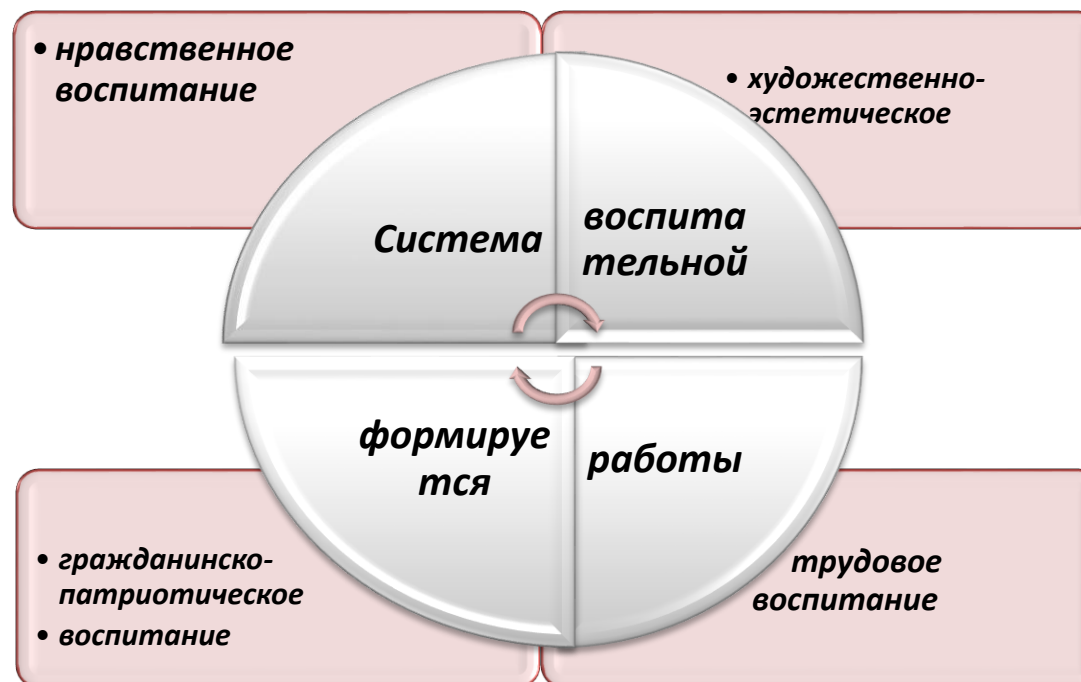 • нравственное
воспитание
• художественно-
эстетическое
Система
воспита
тельной
формируе
тся
работы
• гражданинско-
патриотическое
• воспитание
трудовое
воспитание